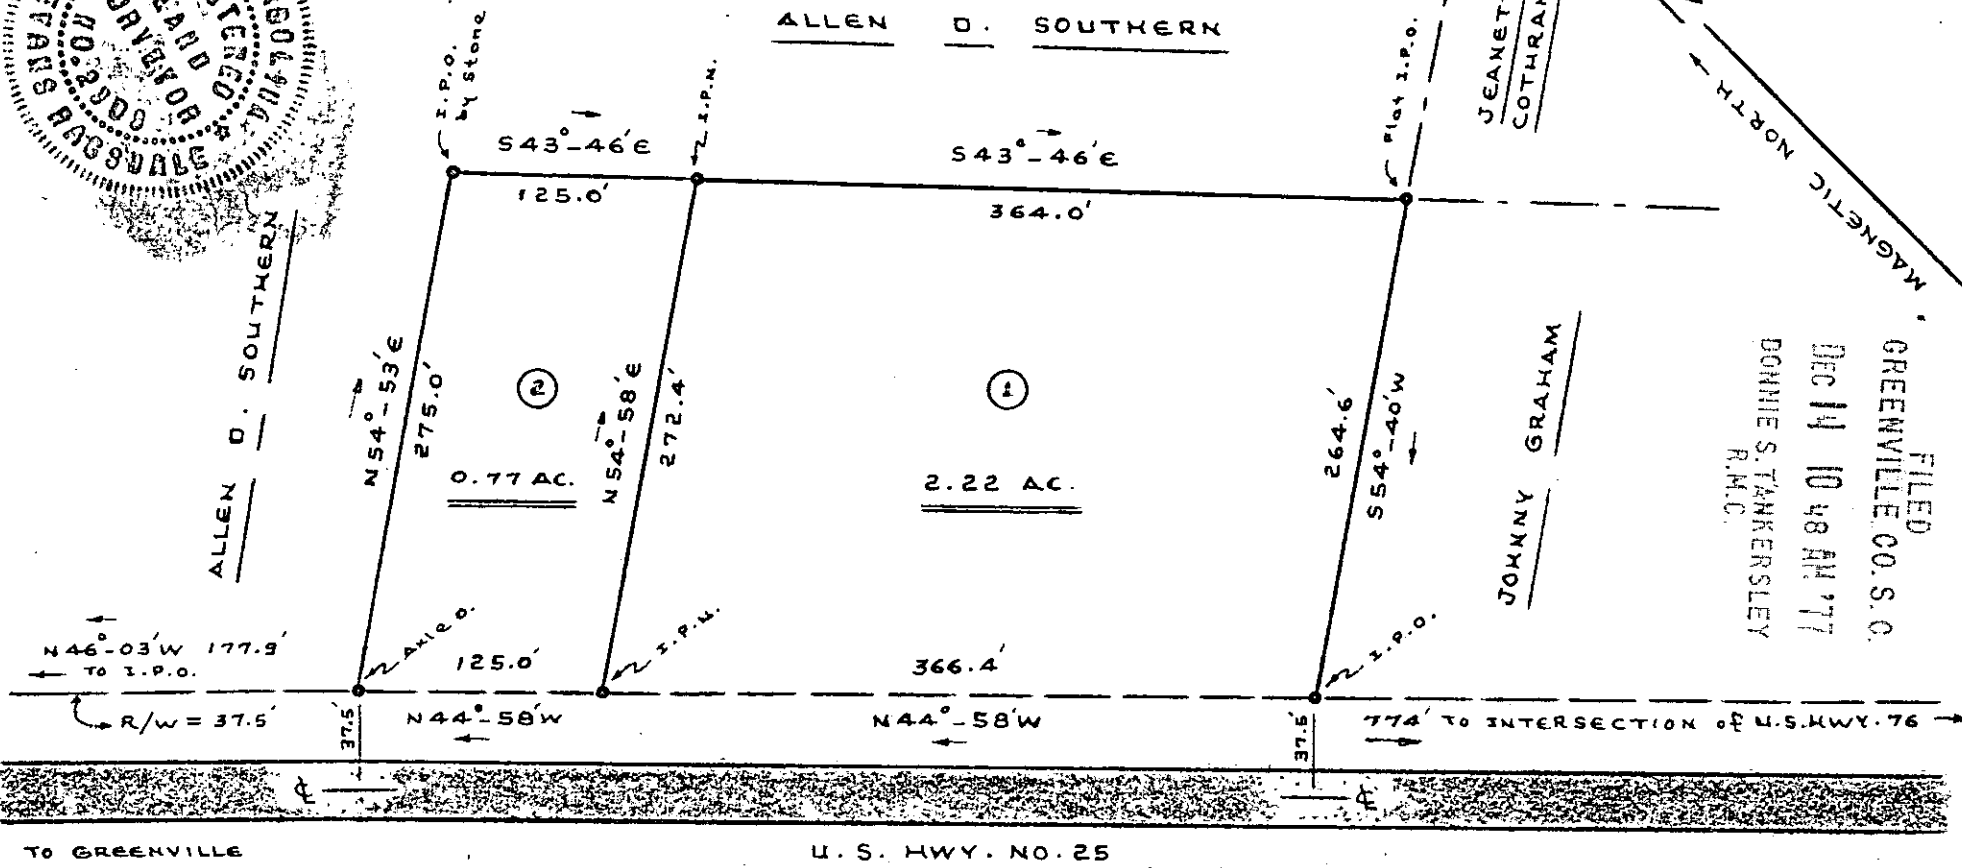 ALLEN O. SOUTHERN
I.P.O.
by Stone
I.P.N.
Flat I.P.O.
COTHRAN
MAGNETIC NORTH
S43°-46'E
125.0'
S43°-46'E
364.0'
ALLEN O. SOUTHERN
N54°-53'E
275.0'
2
0.77 AC.
N54°-58'E
272.4'
1
2.22 AC.
264.6'
S54°-40'W
JOHNNY GRAHAM
FILED
GREENVILLE CO. S. C.
DEC 14 10 48 AM '77
DONNIE S. TANKERSLEY
R.M.C.
N46°-03'W 177.9'
TO I.P.O.
R/W = 37.5'
Axle O.
125.0'
I.P.N.
366.4'
I.P.O.
37.5'
N44°-58'W
N44°-58'W
37.5'
774' TO INTERSECTION of U.S.HWY.76
℄
℄
TO GREENVILLE
U. S. HWY. NO. 25